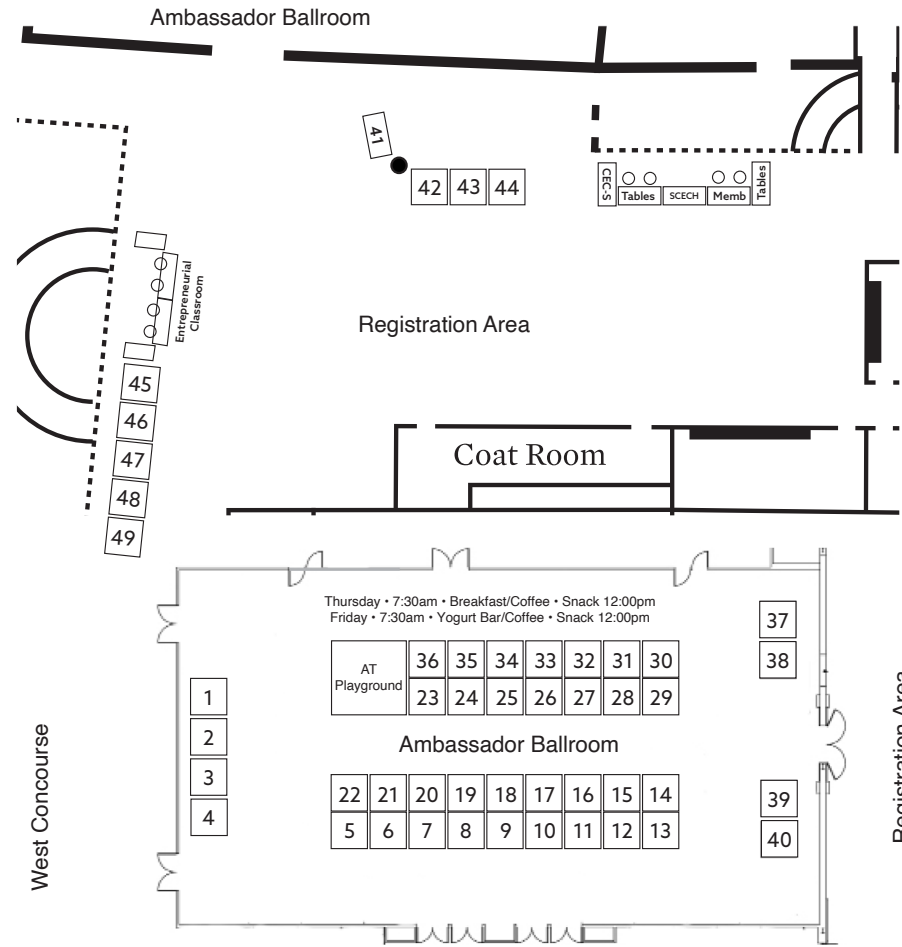 Ambassador Ballroom
41
42 43 44
CEC-S
Tables SCECH Memb
Tables
Entrepreneurial
Classroom
Registration Area
45
46
47
48
49
Coat Room
Thursday • 7:30am • Breakfast/Coffee • Snack 12:00pm
Friday • 7:30am • Yogurt Bar/Coffee • Snack 12:00pm
37
38
AT
Playground
36 35 34 33 32 31 30
23 24 25 26 27 28 29
1
2
3
4
Ambassador Ballroom
West Concourse
Registration Area
22 21 20 19 18 17 16 15 14
5 6 7 8 9 10 11 12 13
39
40